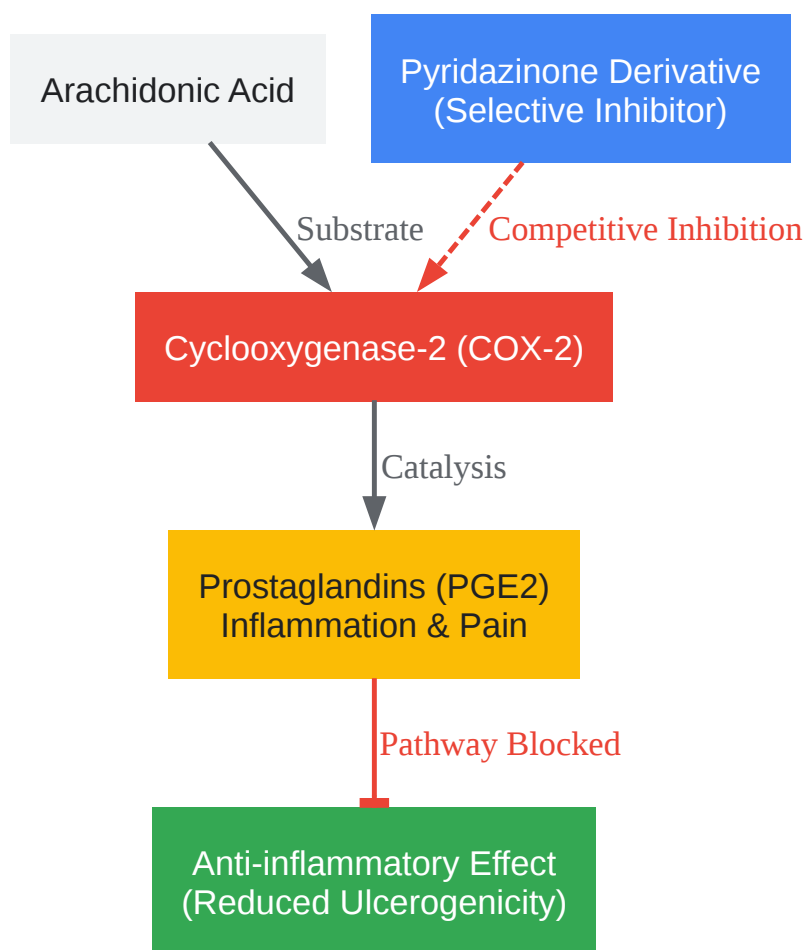 Arachidonic Acid
Pyridazinone Derivative
(Selective Inhibitor)
Substrate
Competitive Inhibition
Cyclooxygenase-2 (COX-2)
Catalysis
Prostaglandins (PGE2)
Inflammation & Pain
Pathway Blocked
Anti-inflammatory Effect
(Reduced Ulcerogenicity)